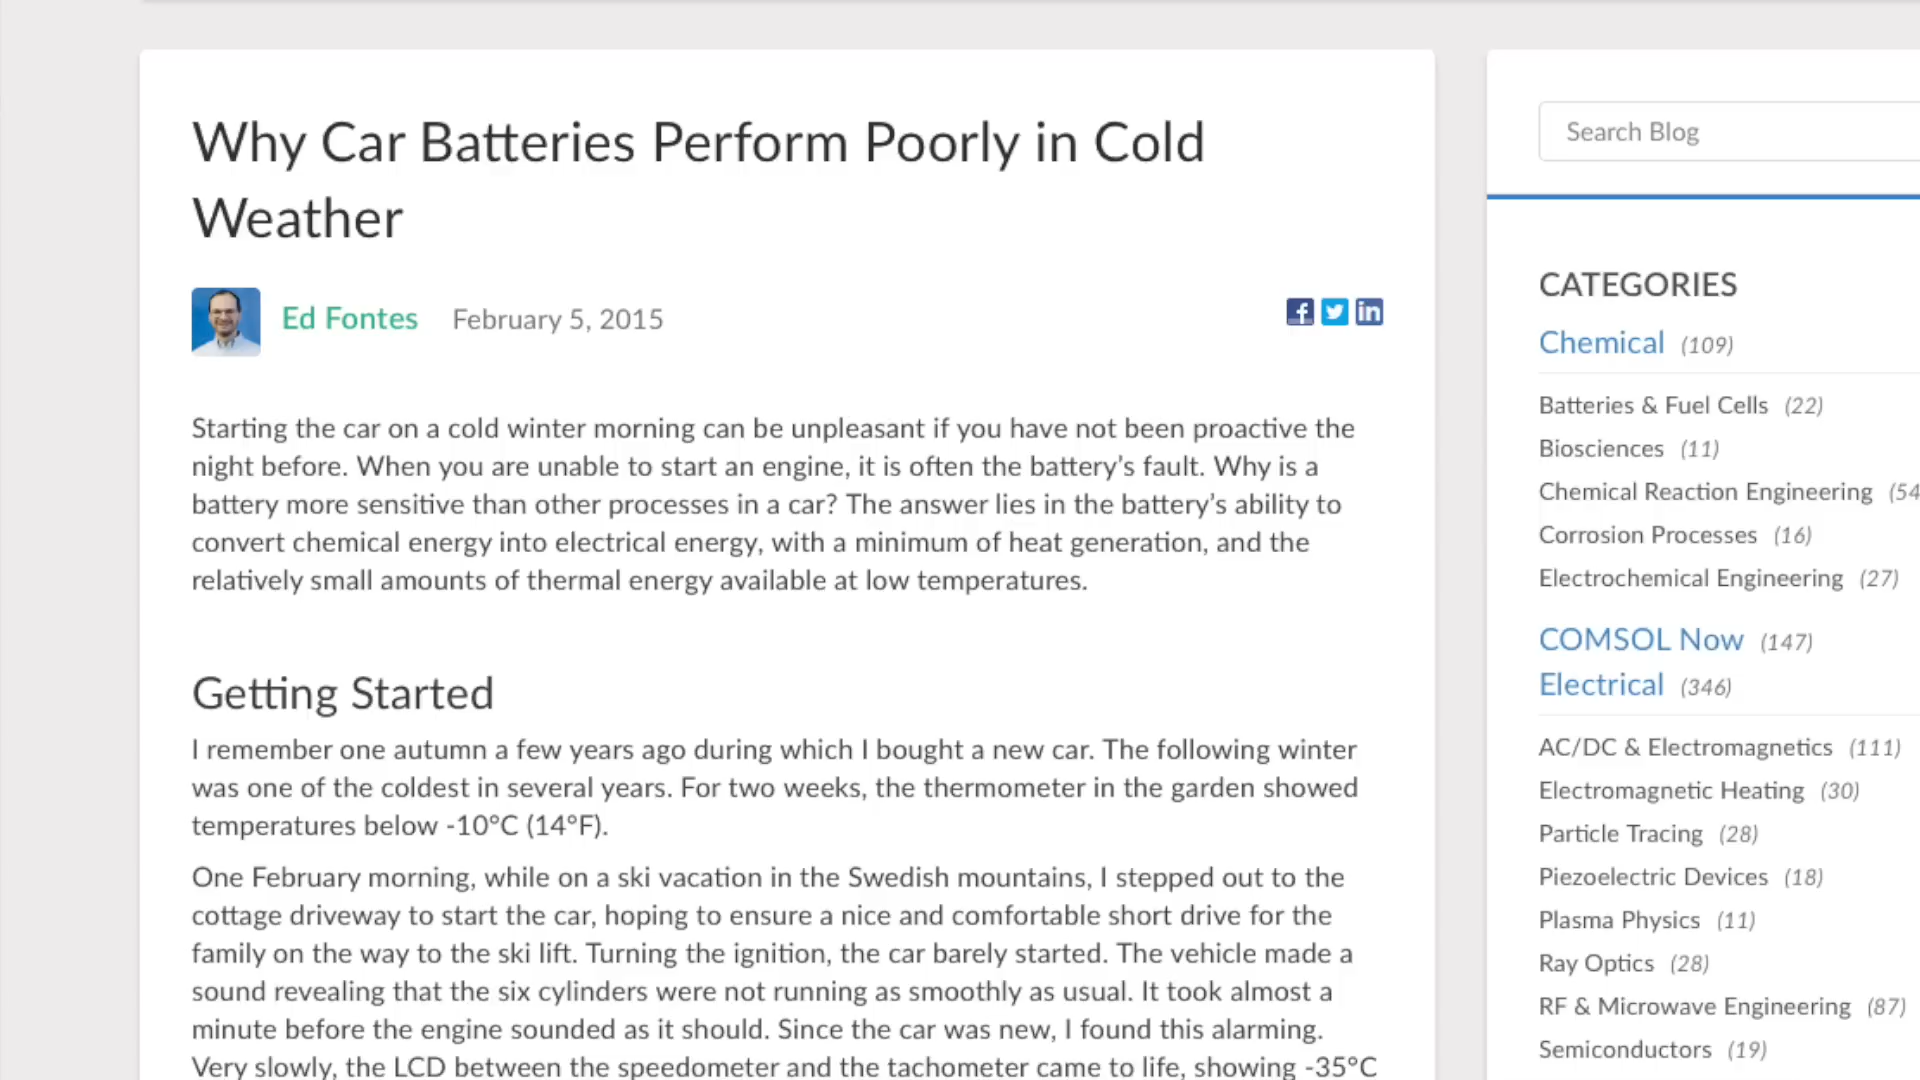 Why Car Batteries Perform Poorly in Cold
Weather
Ed Fontes February 5, 2015
Starting the car on a cold winter morning can be unpleasant if you have not been proactive the
night before. When you are unable to start an engine, it is often the battery’s fault. Why is a
battery more sensitive than other processes in a car? The answer lies in the battery’s ability to
convert chemical energy into electrical energy, with a minimum of heat generation, and the
relatively small amounts of thermal energy available at low temperatures.
Getting Started
I remember one autumn a few years ago during which I bought a new car. The following winter
was one of the coldest in several years. For two weeks, the thermometer in the garden showed
temperatures below -10°C (14°F).
One February morning, while on a ski vacation in the Swedish mountains, I stepped out to the
cottage driveway to start the car, hoping to ensure a nice and comfortable short drive for the
family on the way to the ski lift. Turning the ignition, the car barely started. The vehicle made a
sound revealing that the six cylinders were not running as smoothly as usual. It took almost a
minute before the engine sounded as it should. Since the car was new, I found this alarming.
Very slowly, the LCD between the speedometer and the tachometer came to life, showing -35°C
Search Blog
CATEGORIES
Chemical (109)
Batteries & Fuel Cells (22)
Biosciences (11)
Chemical Reaction Engineering (54
Corrosion Processes (16)
Electrochemical Engineering (27)
COMSOL Now (147)
Electrical (346)
AC/DC & Electromagnetics (111)
Electromagnetic Heating (30)
Particle Tracing (28)
Piezoelectric Devices (18)
Plasma Physics (11)
Ray Optics (28)
RF & Microwave Engineering (87)
Semiconductors (19)